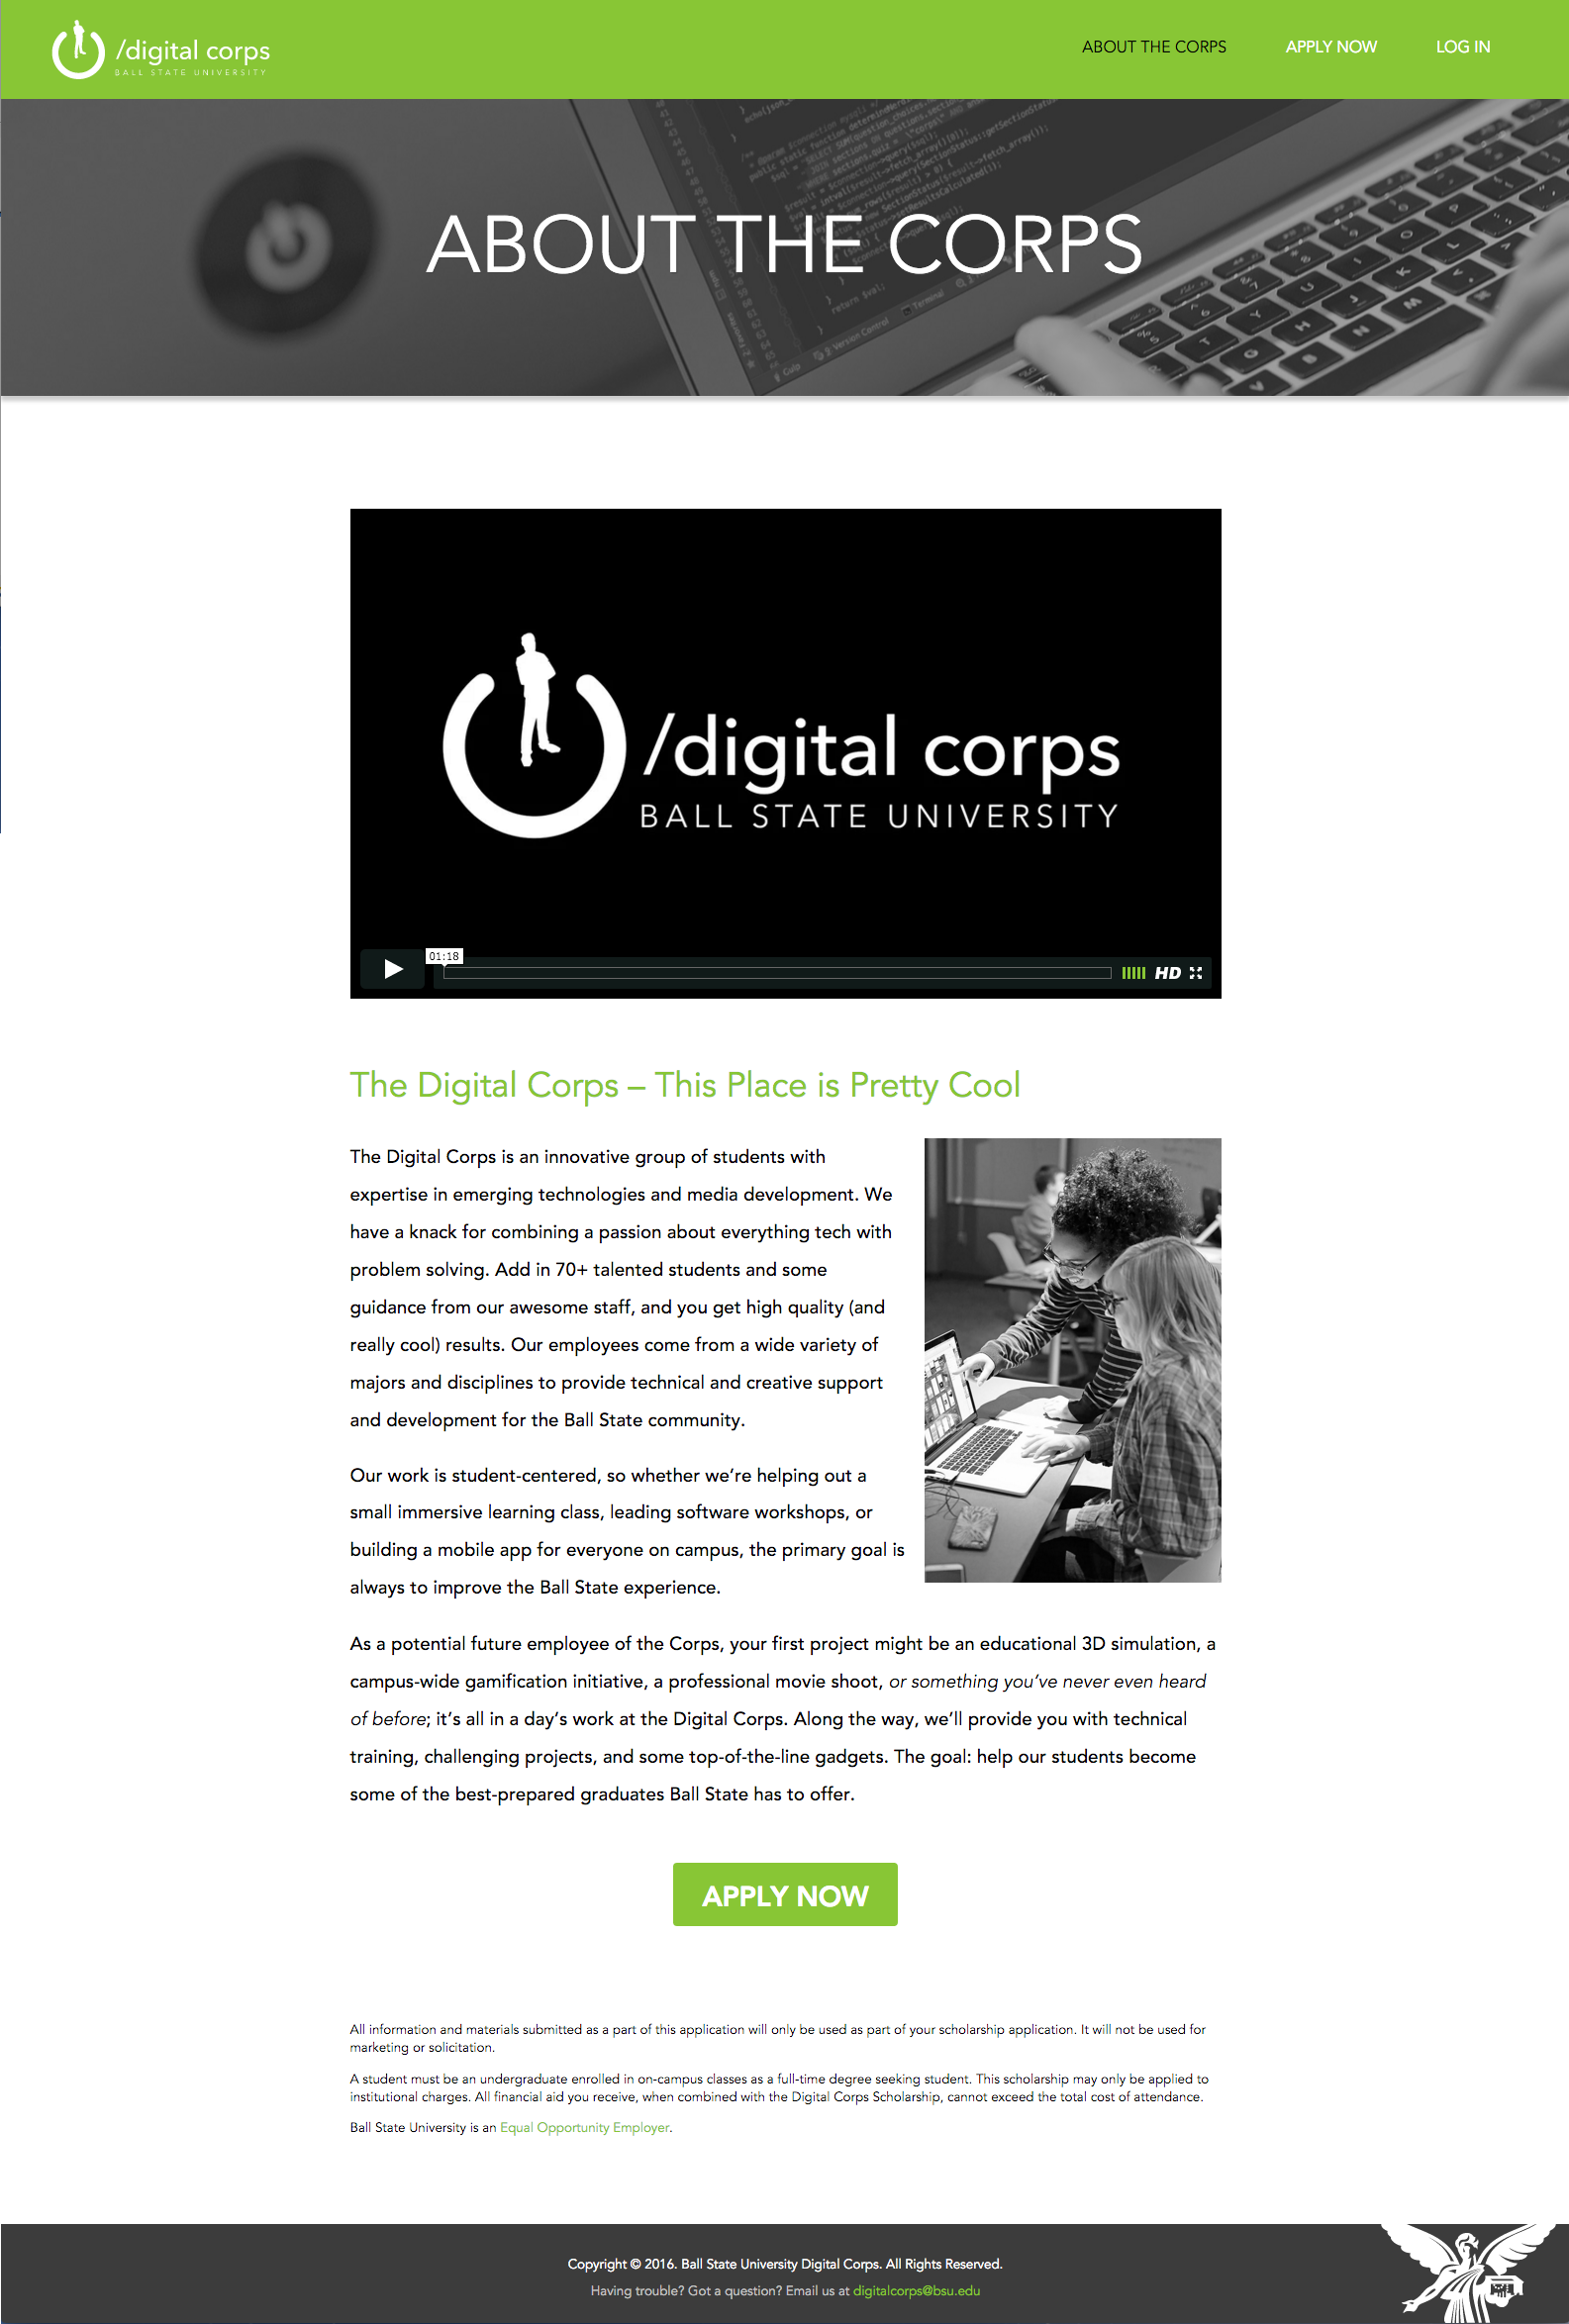 /digital corps
BALL STATE UNIVERSITY
ABOUT THE CORPS
APPLY NOW
LOG IN
ABOUT THE CORPS
/digital corps
BALL STATE UNIVERSITY
01:18
HD
The Digital Corps – This Place is Pretty Cool
The Digital Corps is an innovative group of students with
expertise in emerging technologies and media development. We
have a knack for combining a passion about everything tech with
problem solving. Add in 70+ talented students and some
guidance from our awesome staff, and you get high quality (and
really cool) results. Our employees come from a wide variety of
majors and disciplines to provide technical and creative support
and development for the Ball State community.
Our work is student-centered, so whether we’re helping out a
small immersive learning class, leading software workshops, or
building a mobile app for everyone on campus, the primary goal is
always to improve the Ball State experience.
As a potential future employee of the Corps, your first project might be an educational 3D simulation, a
campus-wide gamification initiative, a professional movie shoot, or something you’ve never even heard
of before; it’s all in a day’s work at the Digital Corps. Along the way, we’ll provide you with technical
training, challenging projects, and some top-of-the-line gadgets. The goal: help our students become
some of the best-prepared graduates Ball State has to offer.
APPLY NOW
All information and materials submitted as a part of this application will only be used as part of your scholarship application. It will not be used for
marketing or solicitation.
A student must be an undergraduate enrolled in on-campus classes as a full-time degree seeking student. This scholarship may only be applied to
institutional charges. All financial aid you receive, when combined with the Digital Corps Scholarship, cannot exceed the total cost of attendance.
Ball State University is an Equal Opportunity Employer.
Copyright © 2016. Ball State University Digital Corps. All Rights Reserved.
Having trouble? Got a question? Email us at digitalcorps@bsu.edu